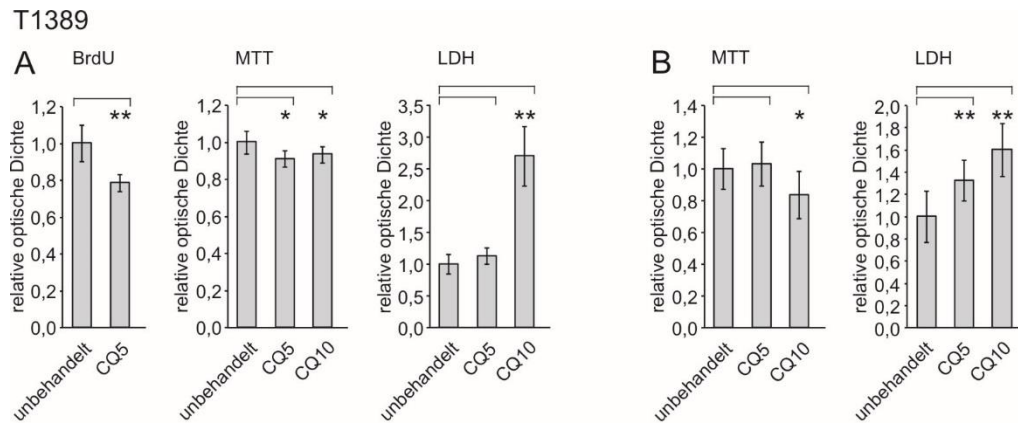 T1389
A
BrdU
relative optische Dichte
1,2
1,0
0,8
0,6
0,4
0,2
0,0
**
unbehandelt
CQ5
MTT
relative optische Dichte
1,2
1,0
0,8
0,6
0,4
0,2
0,0
*
*
unbehandelt
CQ5
CQ10
LDH
relative optische Dichte
3,5
3,0
2,5
2,0
1,5
1,0
0,5
0,0
**
unbehandelt
CQ5
CQ10
B
MTT
relative optische Dichte
1,4
1,2
1,0
0,8
0,6
0,4
0,2
0,0
*
unbehandelt
CQ5
CQ10
LDH
relative optische Dichte
2,0
1,8
1,6
1,4
1,2
1,0
0,8
0,6
0,4
0,2
0,0
**
**
unbehandelt
CQ5
CQ10